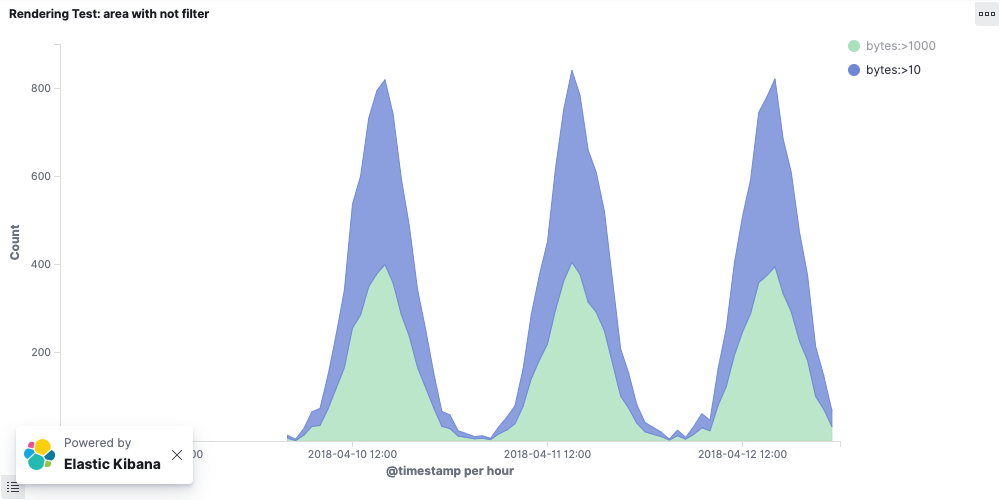 Rendering Test: area with not filter
bytes:>1000
bytes:>10
800
600
400
200
Count
00
2018-04-10 12:00
2018-04-11 12:00
2018-04-12 12:00
@timestamp per hour
Powered by
Elastic Kibana